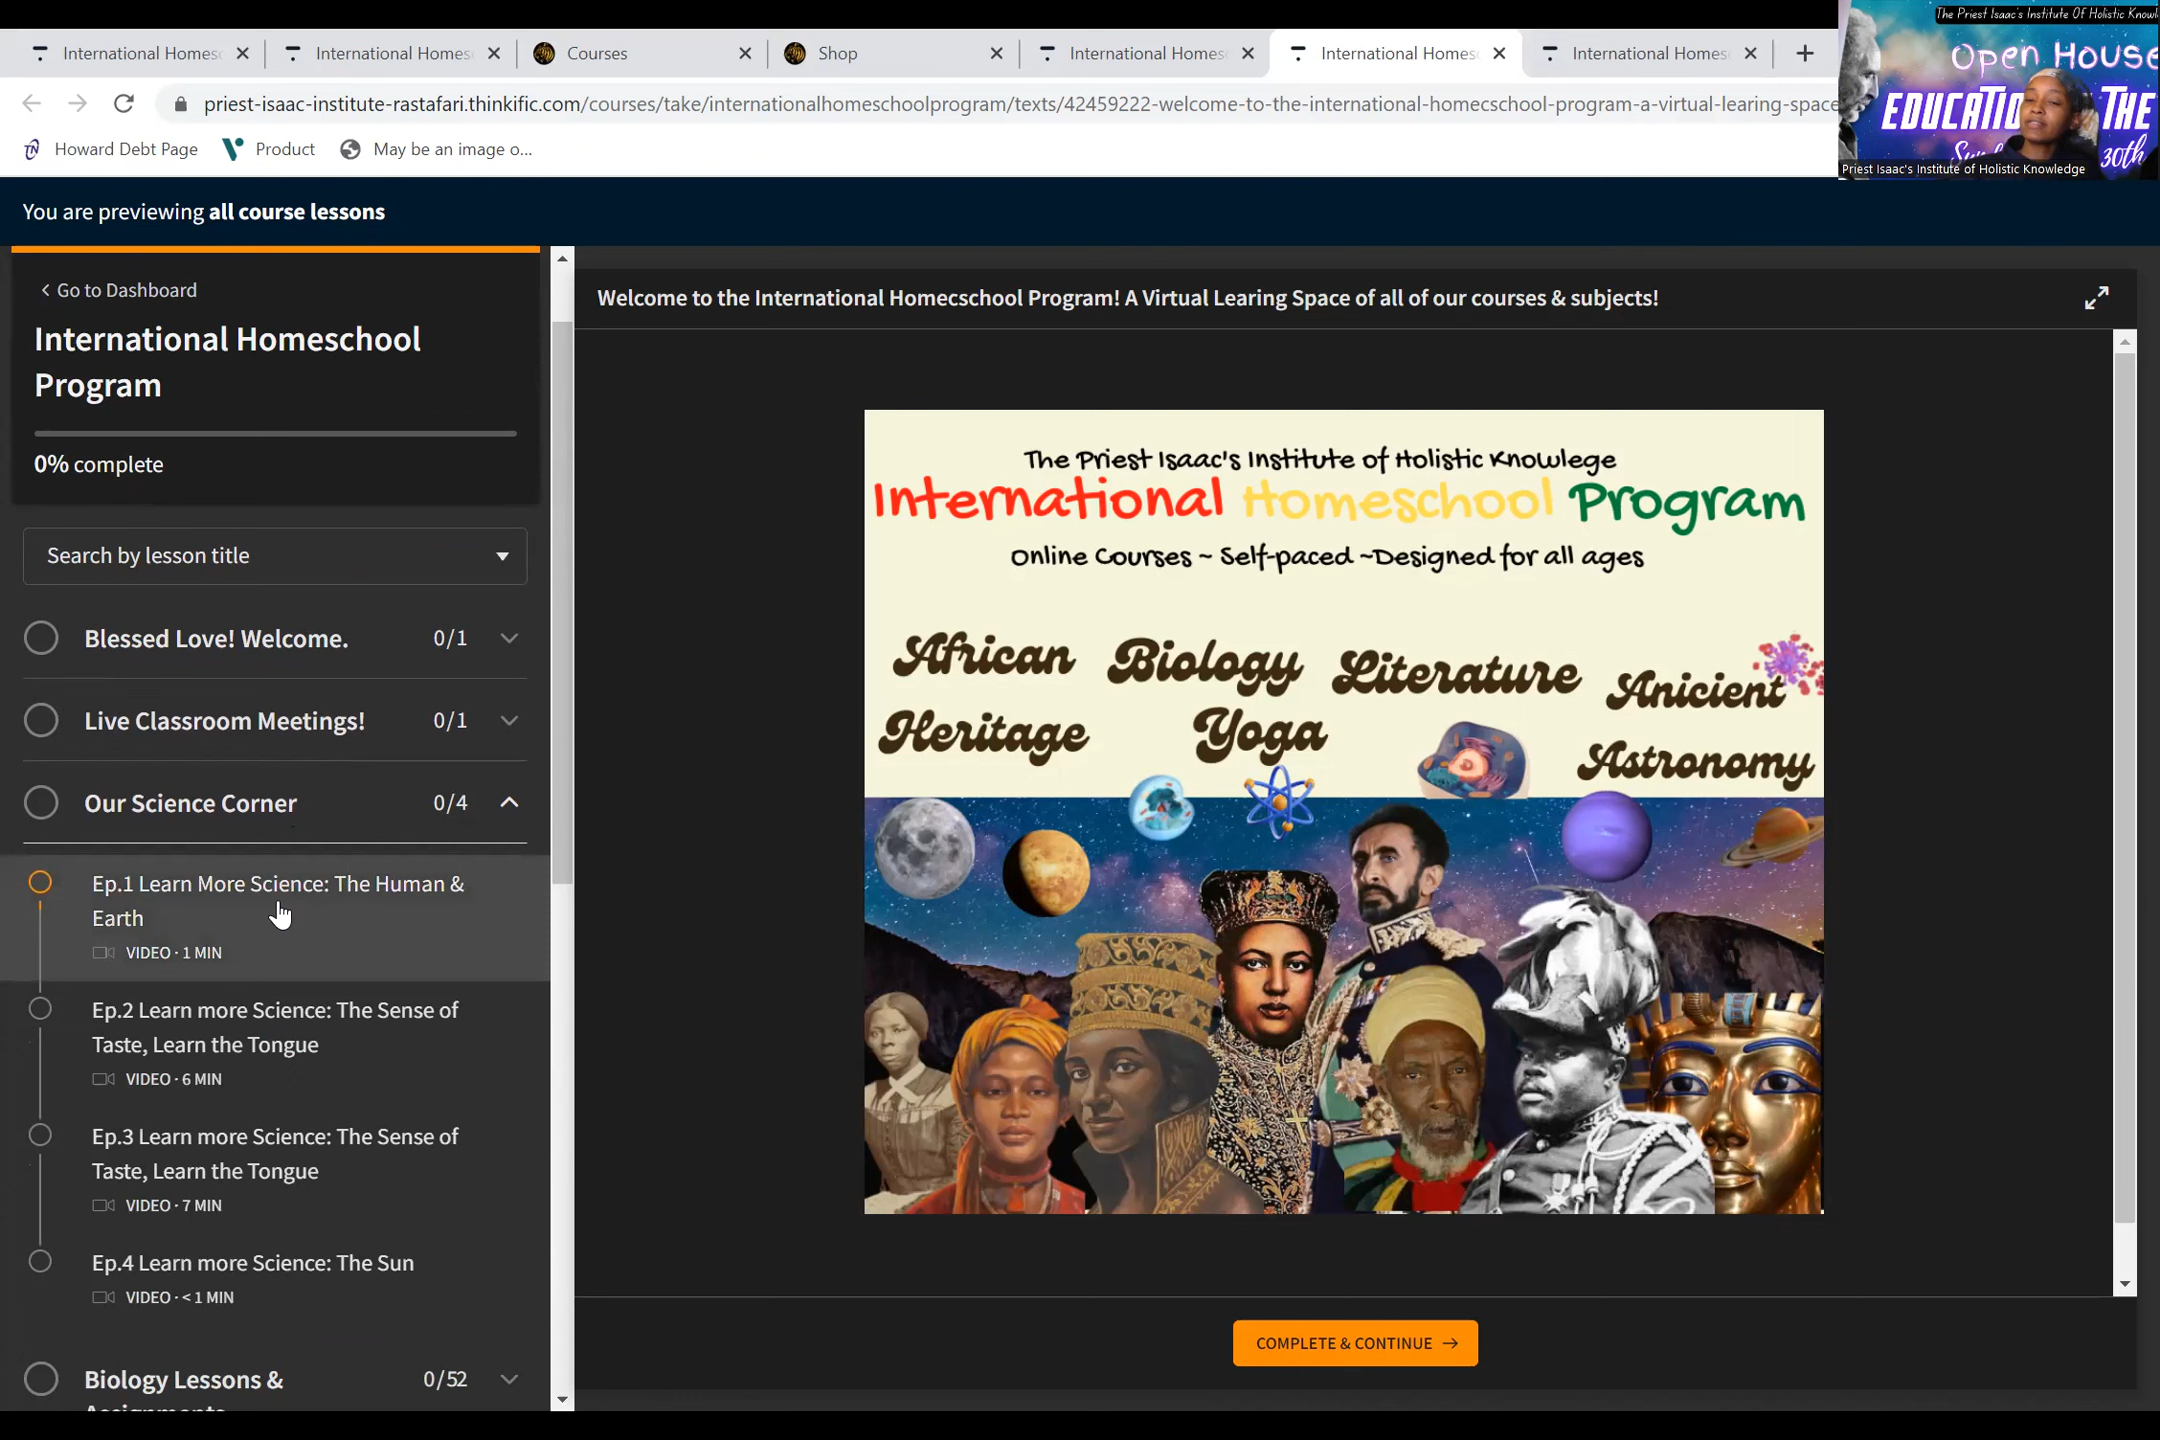 International Homes
International Homes
Courses
Shop
International Homes
International Homes
International Homes
The Priest Isaac's Institute Of Holistic Knowl
Open House
EDUCATIO THE
30th
Priest Isaac's Institute of Holistic Knowledge
priest-isaac-institute-rastafari.thinkific.com/courses/take/internationalhomeschoolprogram/texts/42459222-welcome-to-the-international-homecschool-program-a-virtual-learing-space
Howard Debt Page
Product
May be an image o...
You are previewing all course lessons
Go to Dashboard
International Homeschool
Program
0% complete
Search by lesson title
Blessed Love! Welcome. 0/1
Live Classroom Meetings! 0/1
Our Science Corner 0/4
Ep.1 Learn More Science: The Human &
Earth
VIDEO · 1 MIN
Ep.2 Learn more Science: The Sense of
Taste, Learn the Tongue
VIDEO · 6 MIN
Ep.3 Learn more Science: The Sense of
Taste, Learn the Tongue
VIDEO · 7 MIN
Ep.4 Learn more Science: The Sun
VIDEO · < 1 MIN
Biology Lessons & 0/52
Welcome to the International Homecschool Program! A Virtual Learing Space of all of our courses & subjects!
The Priest Isaac's Institute of Holistic Knowlege
International Homeschool Program
Online Courses ~ Self-paced ~Designed for all ages
African
Heritage
Biology
Yoga
Literature
Anicient
Astronomy
COMPLETE & CONTINUE →